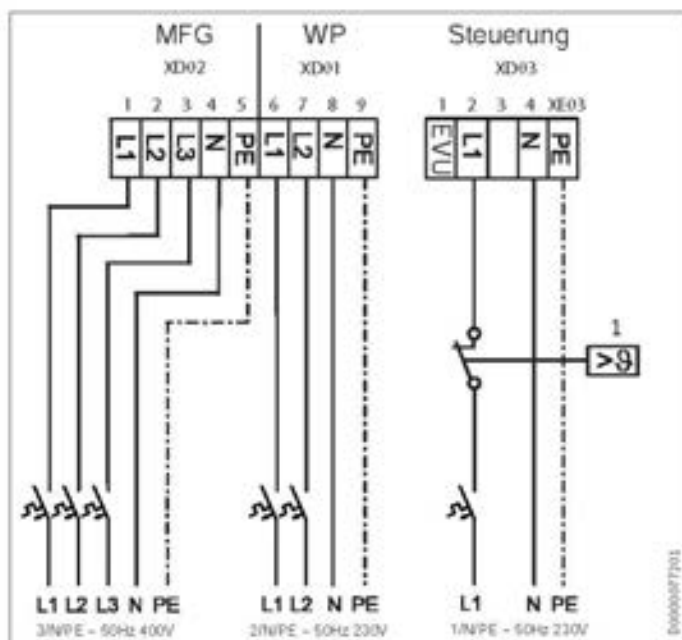 MFG WP Steuerung
XD02 XD01 XD03
1 2 3 4 5 6 7 8 9 1 2 3 4 XE03
L1 L2 L3 N PE L1 L2 N PE EVU L1 N PE
1
>ϑ
L1 L2 L3 N PE L1 L2 N PE L1 N PE
3/N/PE ~ 50Hz 400V 2/N/PE ~ 50Hz 230V 1/N/PE ~ 50Hz 230V